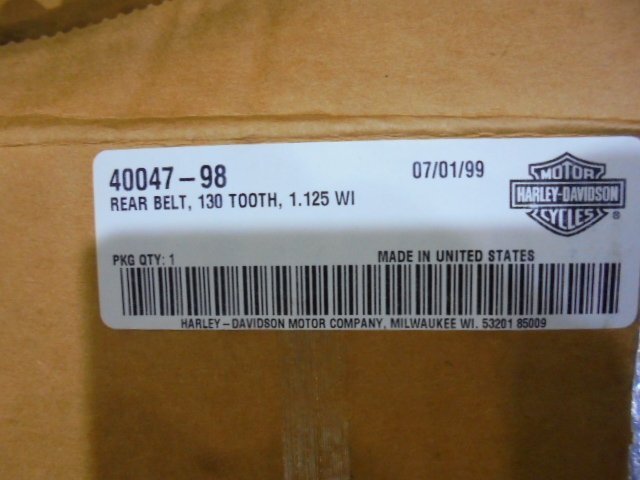 40047-98
07/01/99
REAR BELT, 130 TOOTH, 1.125 WI
MOTOR
HARLEY-DAVIDSON
CYCLES
®
PKG QTY: 1
MADE IN UNITED STATES
HARLEY-DAVIDSON MOTOR COMPANY, MILWAUKEE WI. 53201 85009